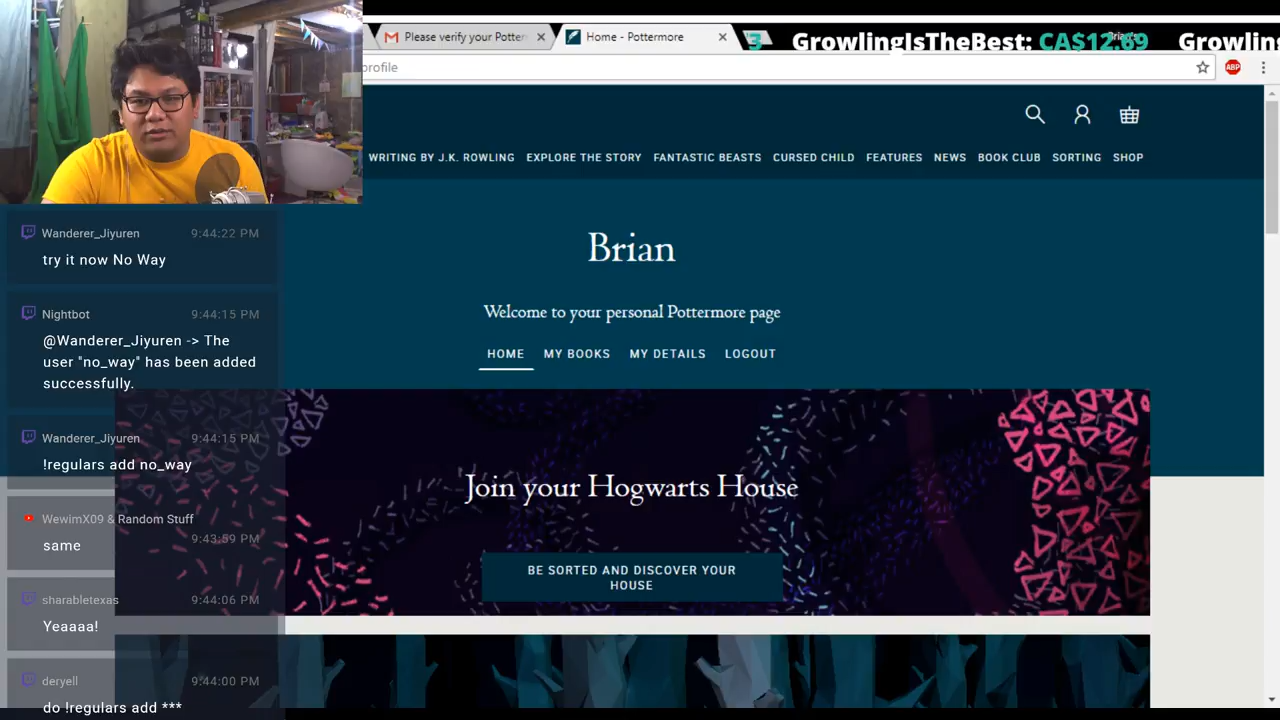 Please verify your Potter
Home - Pottermore
3
GrowlingIsTheBest: CA$12.69
Growling
profile
ABP
WRITING BY J.K. ROWLING
EXPLORE THE STORY
FANTASTIC BEASTS
CURSED CHILD
FEATURES
NEWS
BOOK CLUB
SORTING
SHOP
Brian
Welcome to your personal Pottermore page
HOME
MY BOOKS
MY DETAILS
LOGOUT
Join your Hogwarts House
BE SORTED AND DISCOVER YOUR
HOUSE
Wanderer_Jiyuren 9:44:22 PM
try it now No Way
Nightbot 9:44:15 PM
@Wanderer_Jiyuren -> The
user "no_way" has been added
successfully.
Wanderer_Jiyuren 9:44:15 PM
!regulars add no_way
WewimX09 & Random Stuff
9:43:59 PM
same
sharabletexas 9:44:06 PM
Yeaaaa!
deryell 9:44:00 PM
do !regulars add ***